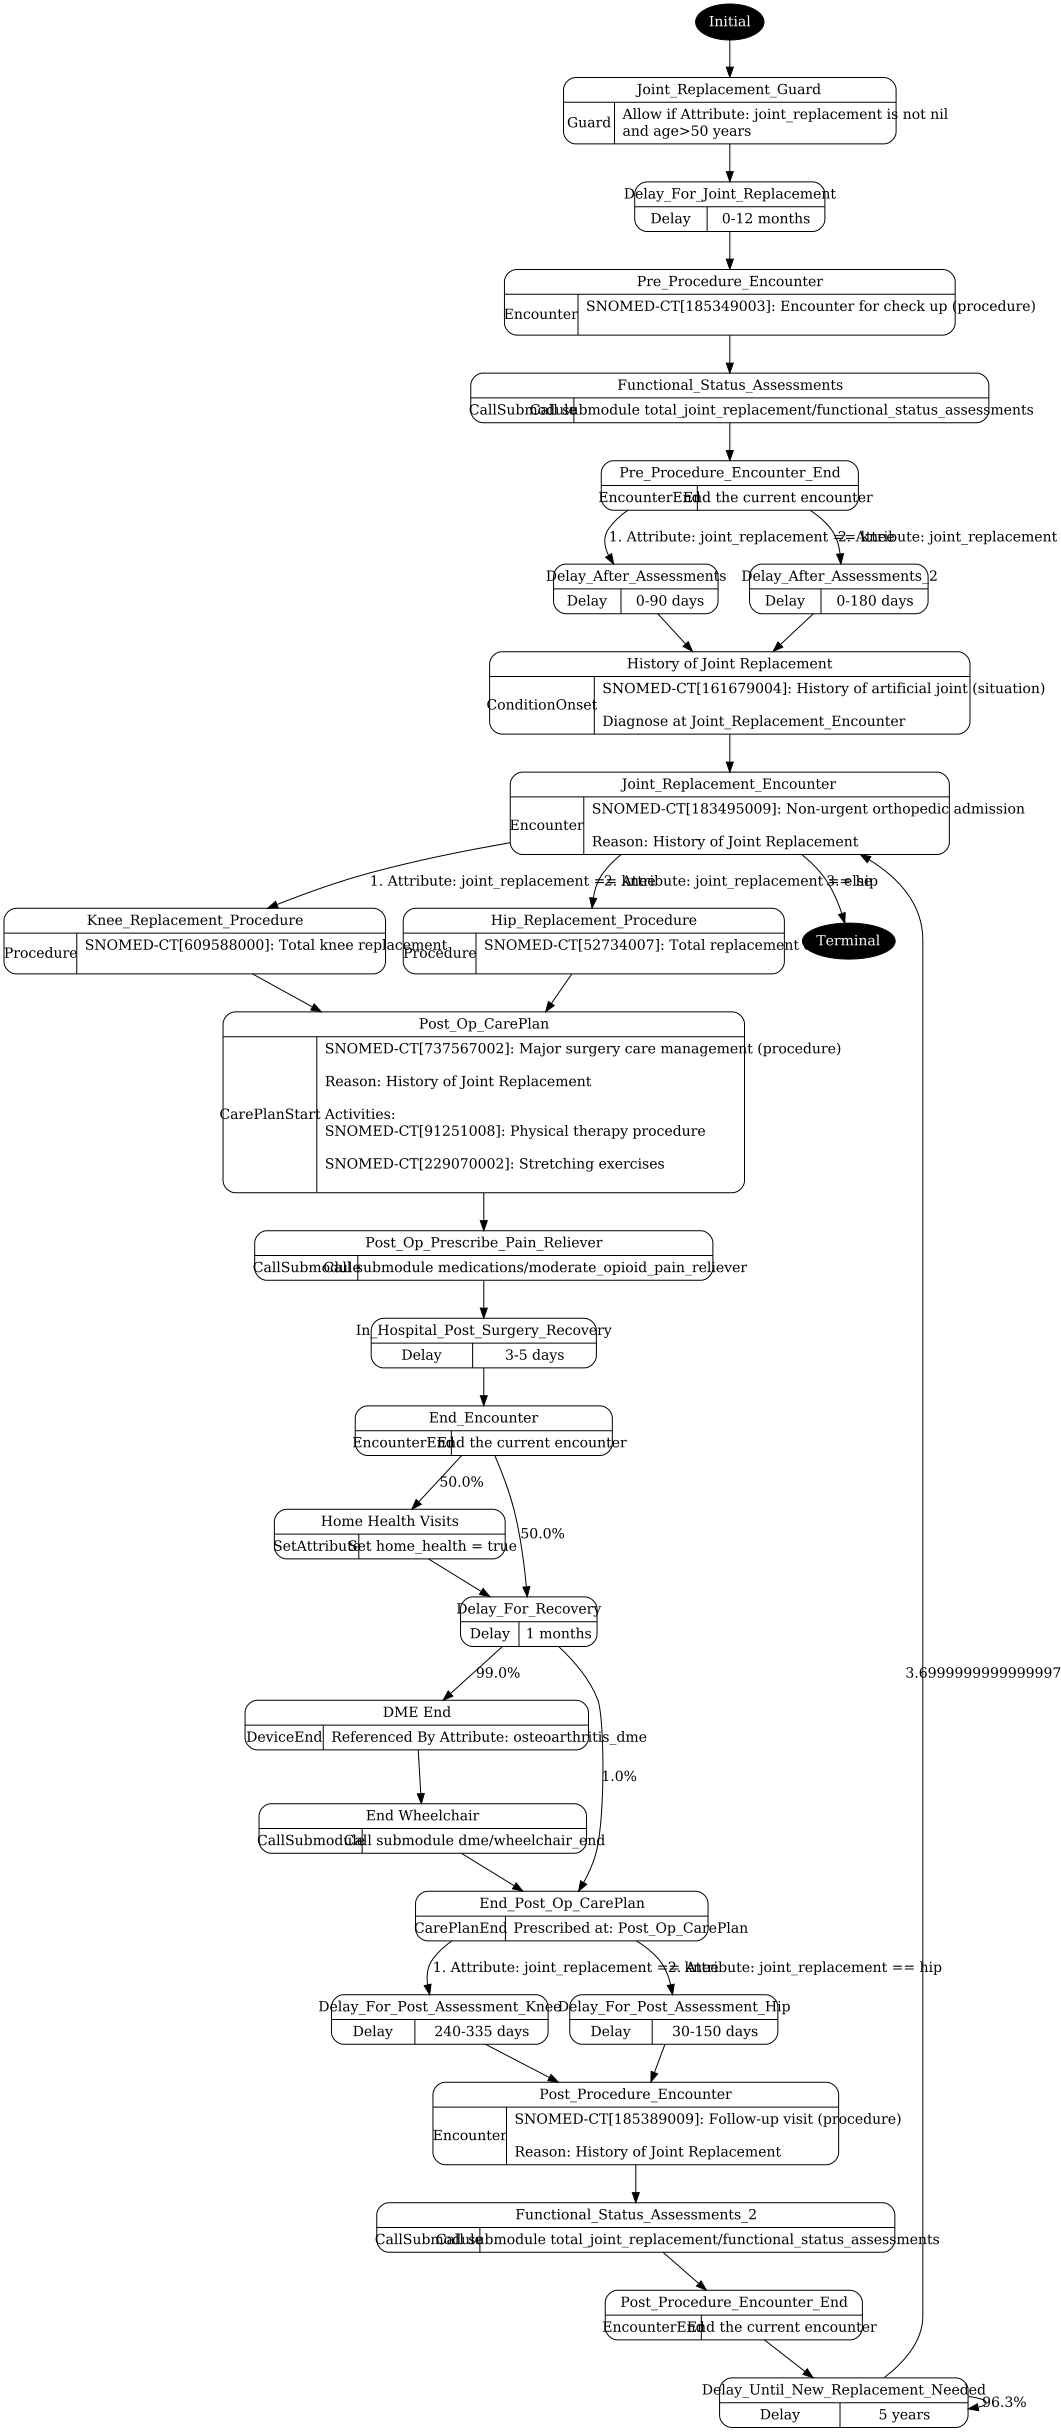 Initial
Joint_Replacement_Guard
Guard
Allow if Attribute: joint_replacement is not nil
and age>50 years
Delay_For_Joint_Replacement
Delay
0-12 months
Pre_Procedure_Encounter
Encounter
SNOMED-CT[185349003]: Encounter for check up (procedure)
Functional_Status_Assessments
CallSubmodule
Call submodule total_joint_replacement/functional_status_assessments
Pre_Procedure_Encounter_End
EncounterEnd
End the current encounter
1. Attribute: joint_replacement == knee
2. Attribute: joint_replacement
Delay_After_Assessments
Delay
0-90 days
Delay_After_Assessments_2
Delay
0-180 days
History of Joint Replacement
ConditionOnset
SNOMED-CT[161679004]: History of artificial joint (situation)
Diagnose at Joint_Replacement_Encounter
Joint_Replacement_Encounter
Encounter
SNOMED-CT[183495009]: Non-urgent orthopedic admission
Reason: History of Joint Replacement
1. Attribute: joint_replacement == knee
2. Attribute: joint_replacement == hip
3. else
Knee_Replacement_Procedure
Procedure
SNOMED-CT[609588000]: Total knee replacement
Hip_Replacement_Procedure
Procedure
SNOMED-CT[52734007]: Total replacement
Terminal
Post_Op_CarePlan
CarePlanStart
SNOMED-CT[737567002]: Major surgery care management (procedure)
Reason: History of Joint Replacement
Activities:
SNOMED-CT[91251008]: Physical therapy procedure
SNOMED-CT[229070002]: Stretching exercises
Post_Op_Prescribe_Pain_Reliever
CallSubmodule
Call submodule medications/moderate_opioid_pain_reliever
In_Hospital_Post_Surgery_Recovery
Delay
3-5 days
End_Encounter
EncounterEnd
End the current encounter
50.0%
Home Health Visits
SetAttribute
Set home_health = true
50.0%
Delay_For_Recovery
Delay
1 months
99.0%
3.6999999999999997
DME End
DeviceEnd
Referenced By Attribute: osteoarthritis_dme
1.0%
End Wheelchair
CallSubmodule
Call submodule dme/wheelchair_end
End_Post_Op_CarePlan
CarePlanEnd
Prescribed at: Post_Op_CarePlan
1. Attribute: joint_replacement == knee
2. Attribute: joint_replacement == hip
Delay_For_Post_Assessment_Knee
Delay
240-335 days
Delay_For_Post_Assessment_Hip
Delay
30-150 days
Post_Procedure_Encounter
Encounter
SNOMED-CT[185389009]: Follow-up visit (procedure)
Reason: History of Joint Replacement
Functional_Status_Assessments_2
CallSubmodule
Call submodule total_joint_replacement/functional_status_assessments
Post_Procedure_Encounter_End
EncounterEnd
End the current encounter
Delay_Until_New_Replacement_Needed
Delay
5 years
96.3%